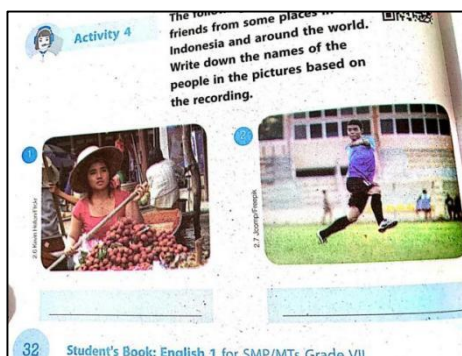 Activity 4
The
friends from some places
Indonesia and around the world.
Write down the names of the
people in the pictures based on
the recording.
1
2
32 Student's Book: English 1 for SMP/MTs Grade VII